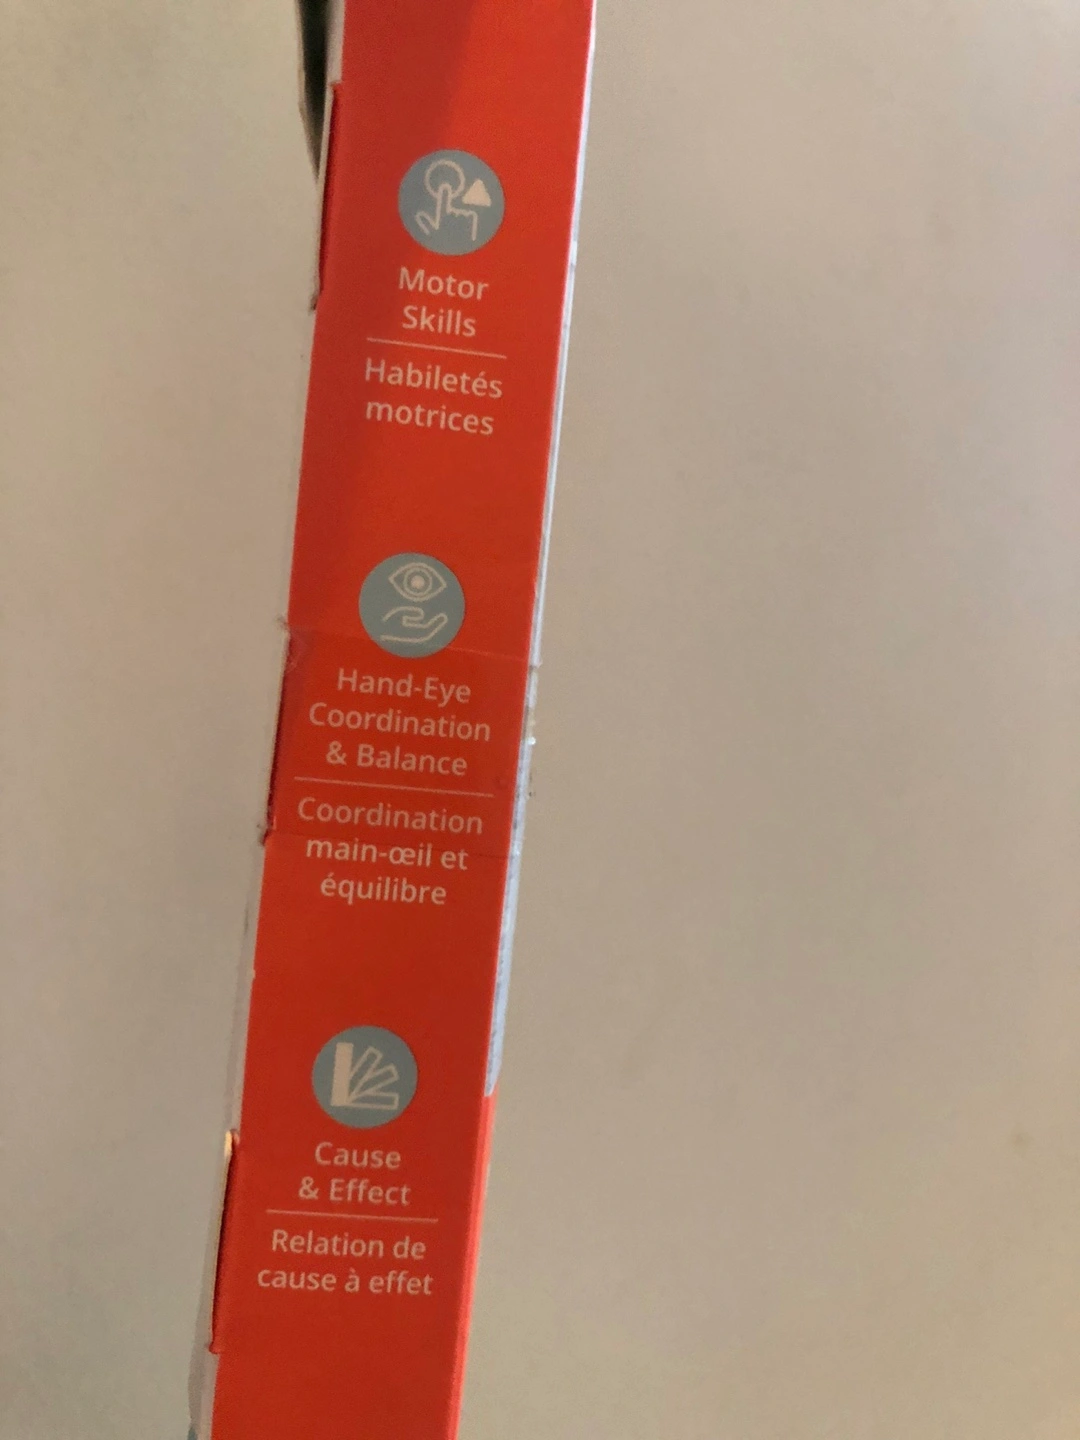 Motor
Skills
Habiletés
motrices
Hand-Eye
Coordination
& Balance
Coordination
main-œil et
équilibre
Cause
& Effect
Relation de
cause à effet